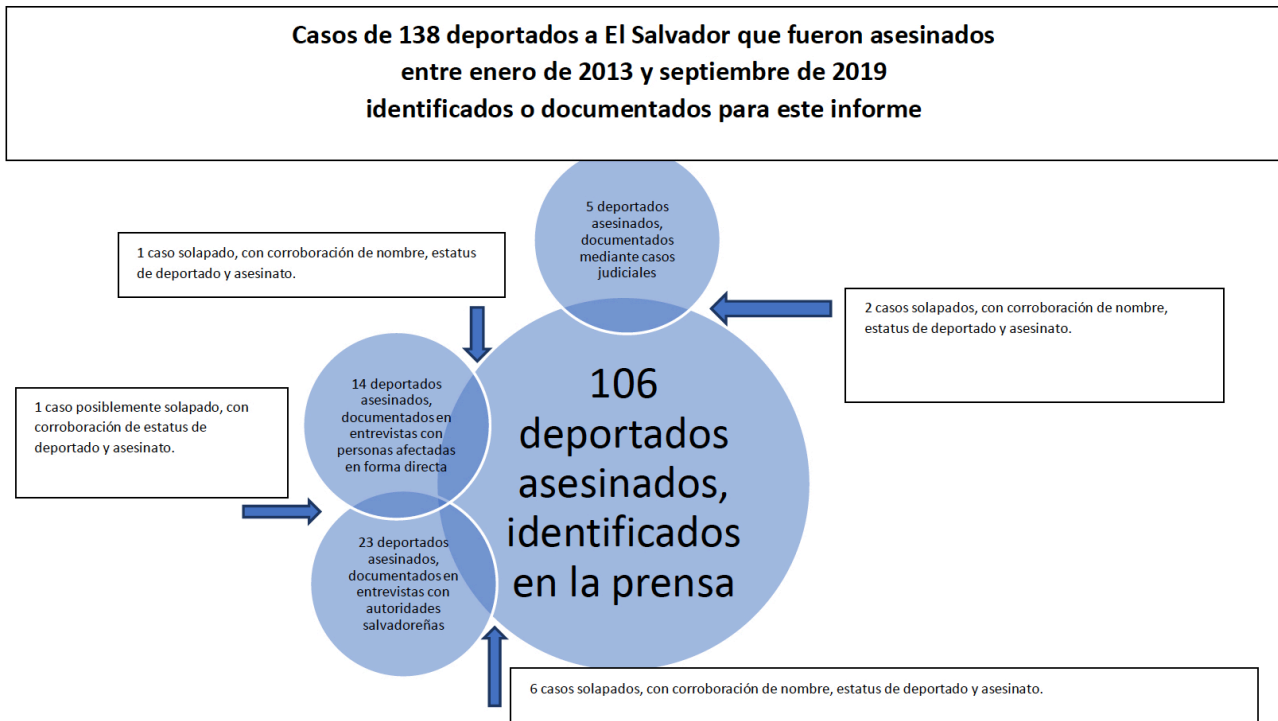 Casos de 138 deportados a El Salvador que fueron asesinados
entre enero de 2013 y septiembre de 2019
identificados o documentados para este informe
5 deportados
asesinados,
documentados
mediante casos
judiciales
1 caso solapado, con corroboración de nombre, estatus
de deportado y asesinato.
2 casos solapados, con corroboración de nombre,
estatus de deportado y asesinato.
14 deportados
asesinados,
documentados en
entrevistas con
personas afectadas
en forma directa
106
deportados
asesinados,
identificados
en la prensa
1 caso posiblemente solapado, con
corroboración de estatus de
deportado y asesinato.
23 deportados
asesinados,
documentados en
entrevistas con
autoridades
salvadoreñas
6 casos solapados, con corroboración de nombre, estatus de deportado y asesinato.